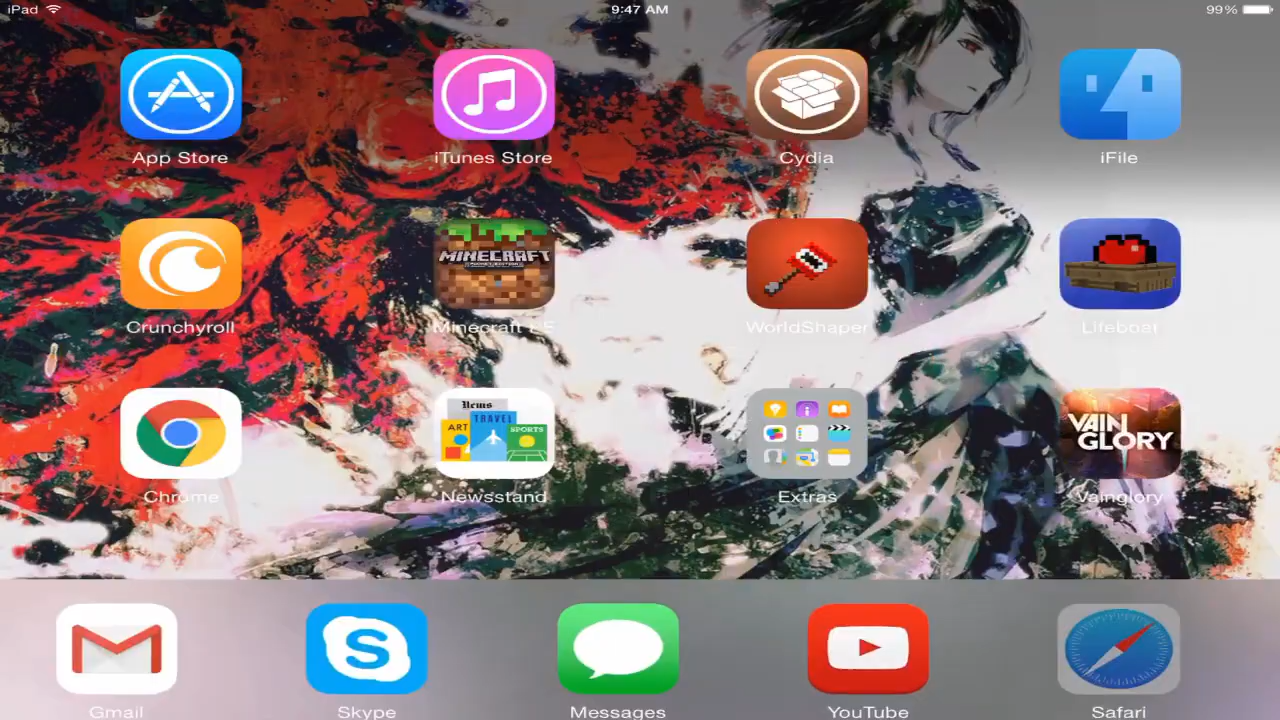 iPad 9:47 AM 99%
App Store iTunes Store Cydia iFile
MINECRAFT
Crunchyroll Minecraft PE WorldShaper Lifeboat
News
TRAVEL
ART SPORTS
VAIN
GLORY
Chrome Newsstand Extras Vainglory
S
Gmail Skype Messages YouTube Safari